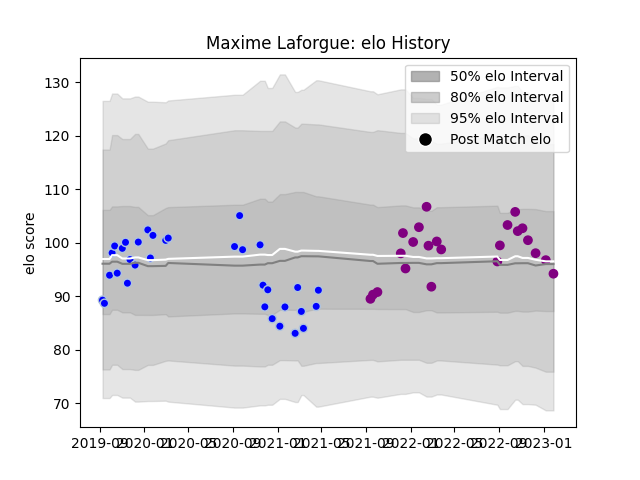 Maxime Laforgue: elo History
50% elo Interval
80% elo Interval
95% elo Interval
Post Match elo
elo score
130
120
110
100
90
80
70
2019-09 2020-01 2020-05 2020-09 2021-01 2021-05 2021-09 2022-01 2022-05 2022-09 2023-01